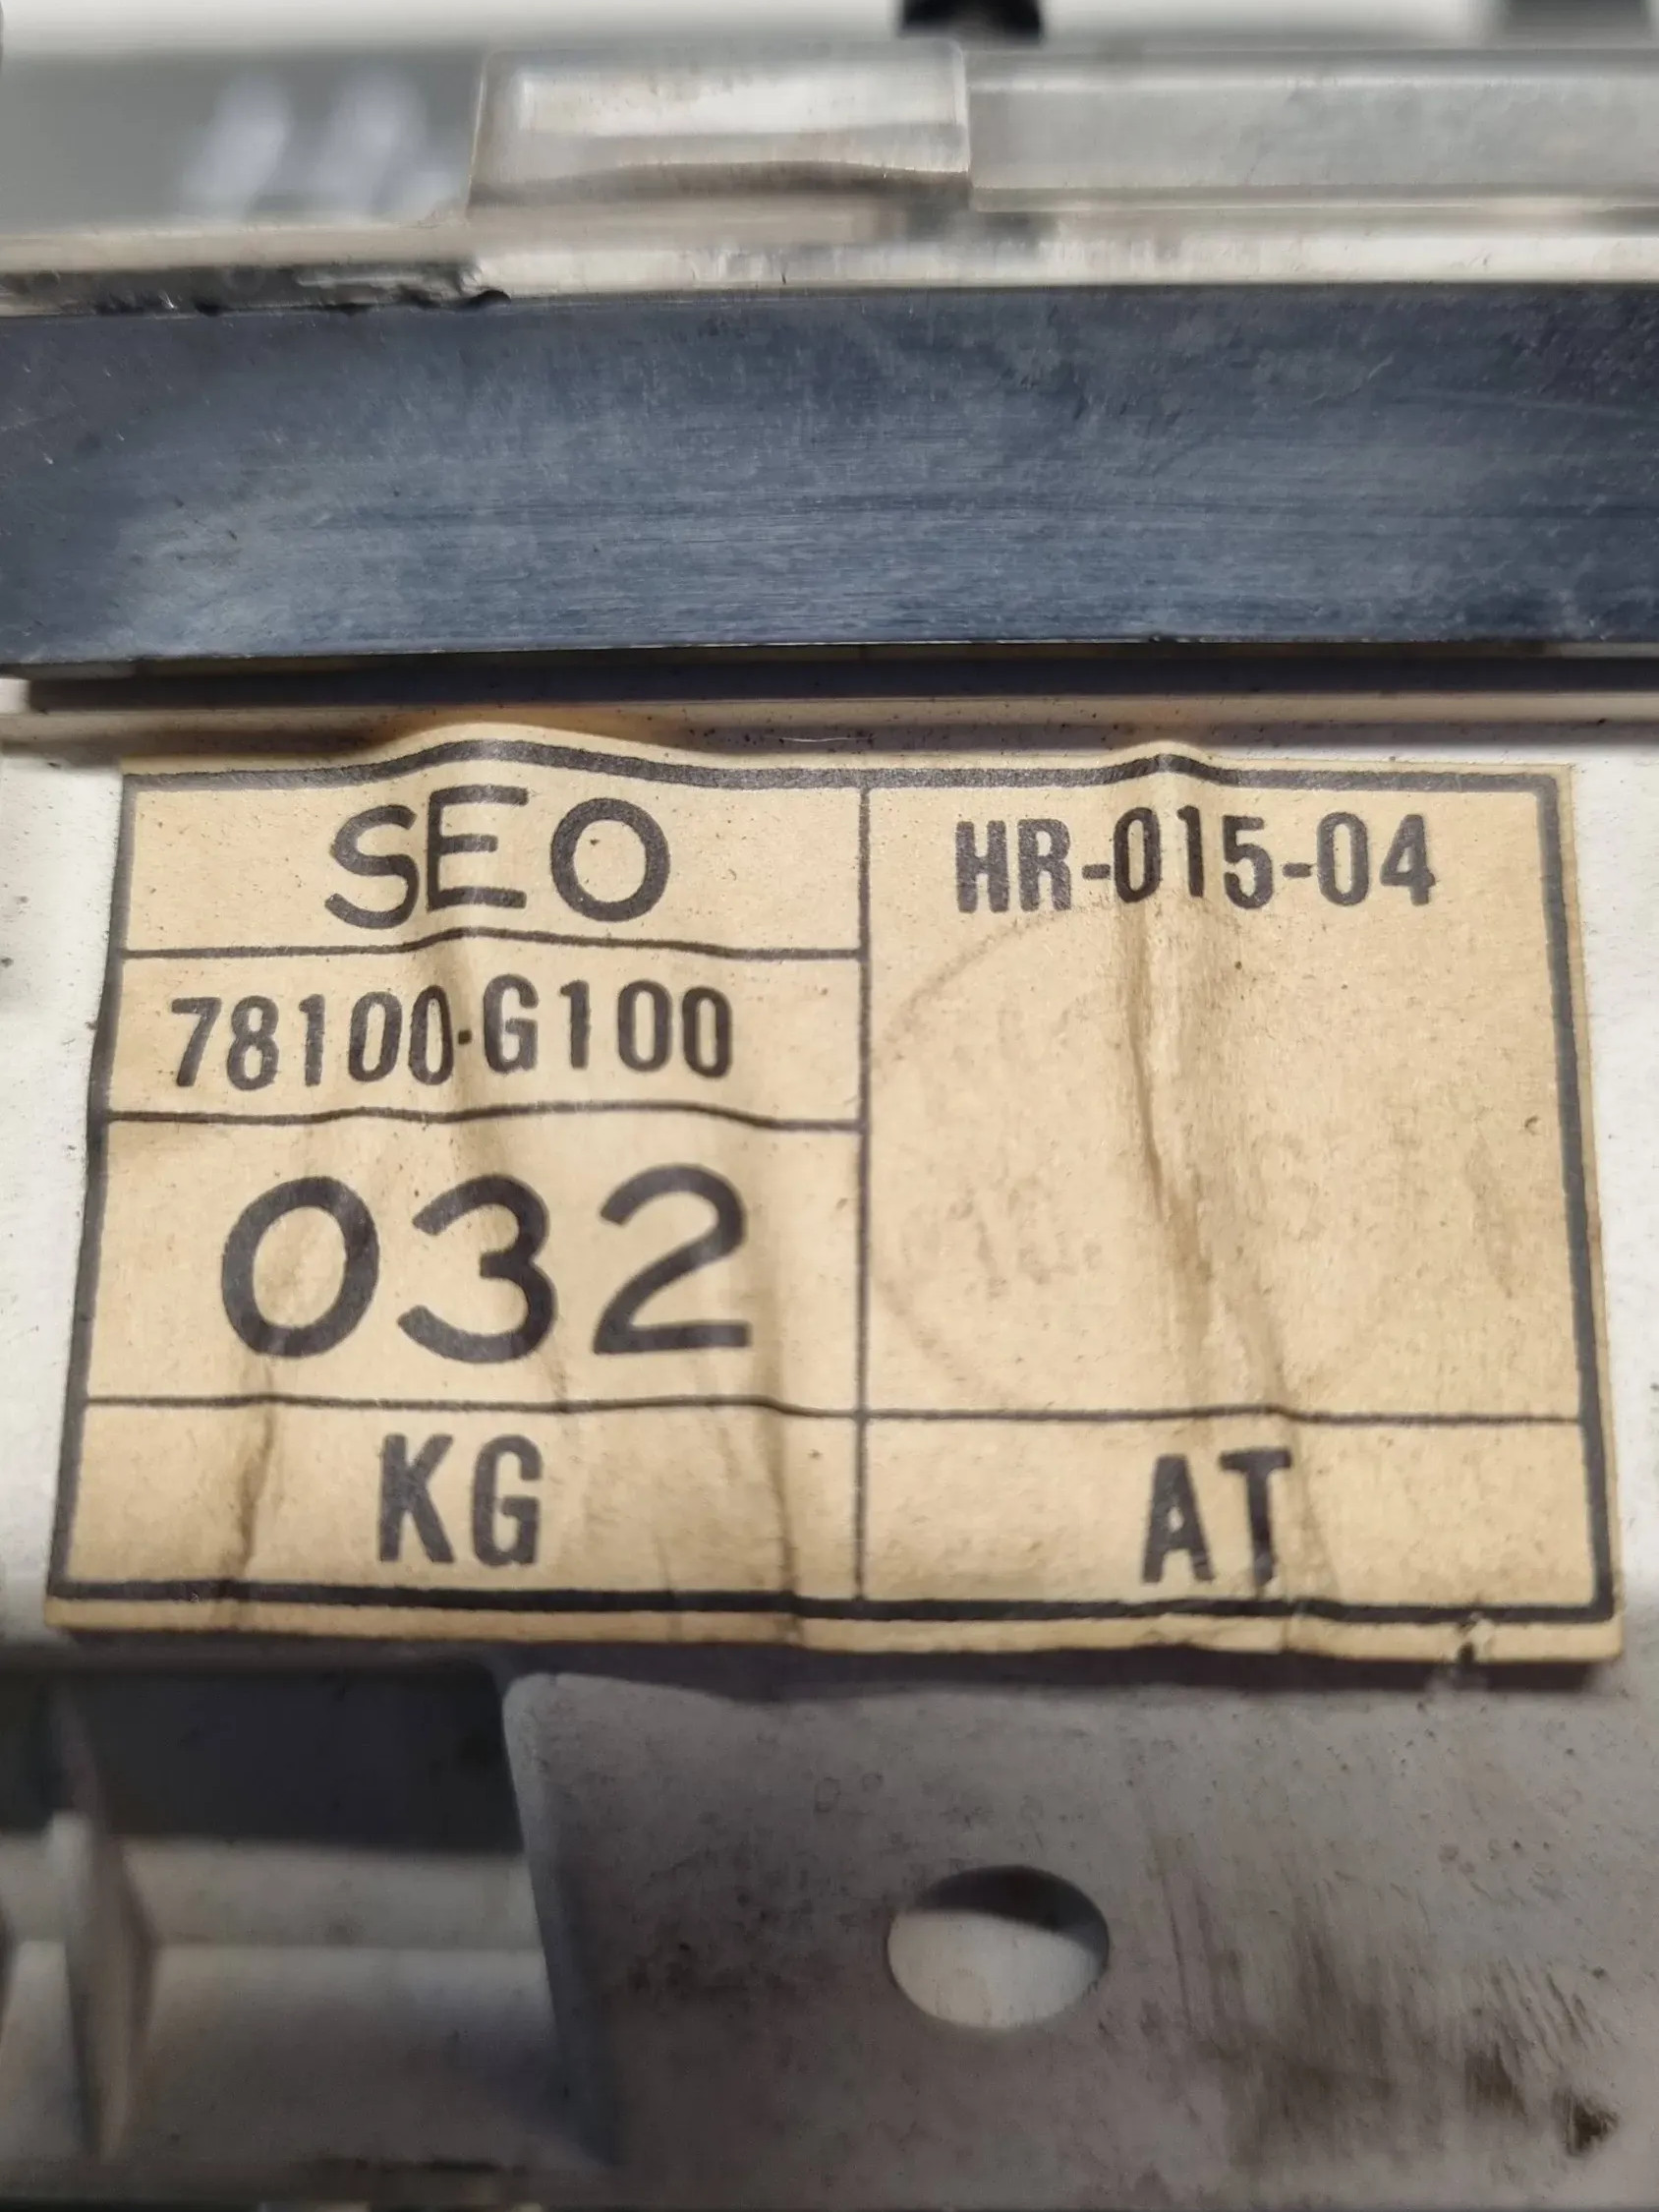 SEO
HR-015-04
78100-G100
032
KG
AT